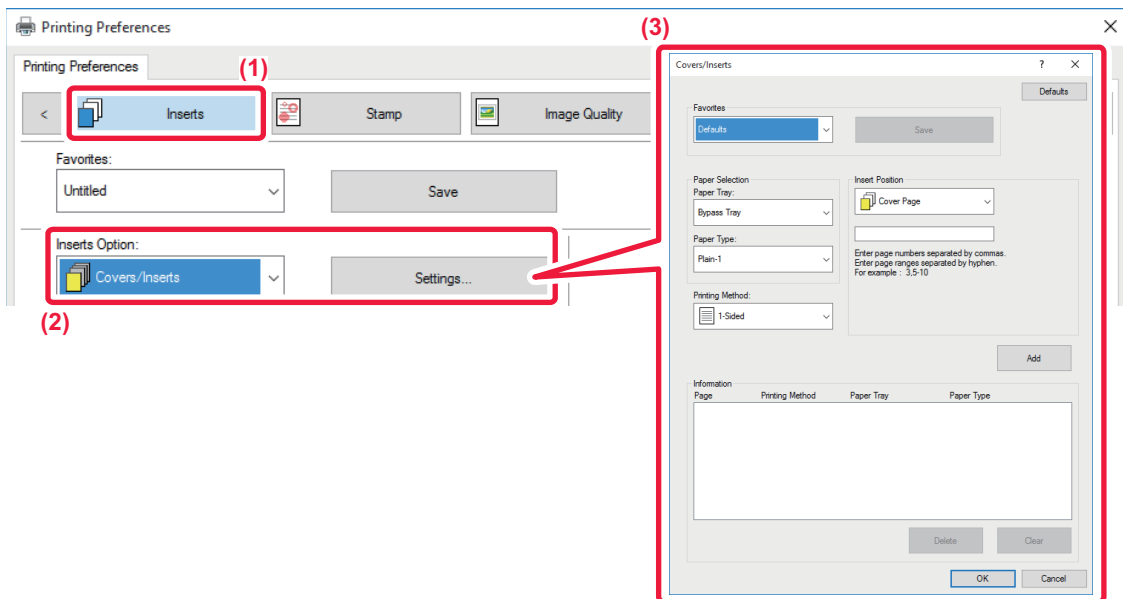 Printing Preferences
(3)
Printing Preferences
(1)
<
Inserts
Stamp
Image Quality
Favorites:
Untitled
Save
Inserts Option:
Covers/Inserts
Settings...
(2)
Covers/Inserts
?
Defaults
Favorites
Defaults
Save
Paper Selection
Paper Tray:
Bypass Tray
Paper Type:
Plain-1
Printing Method:
1-Sided
Insert Position
Cover Page
Enter page numbers separated by commas.
Enter page ranges separated by hyphen.
For example : 3,5-10
Add
Information
Page Printing Method Paper Tray Paper Type
Delete
Clear
OK
Cancel